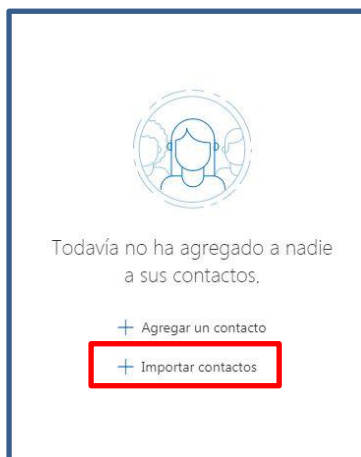 Todavía no ha agregado a nadie
a sus contactos.
+ Agregar un contacto
+ Importar contactos